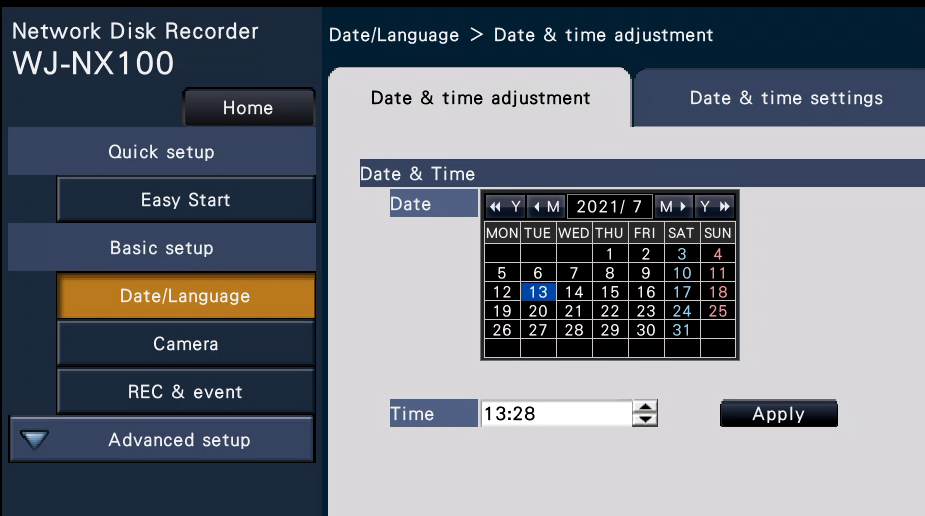 Network Disk Recorder
WJ-NX100
Home
Quick setup
Easy Start
Basic setup
Date/Language
Camera
REC & event
Advanced setup
Date/Language > Date & time adjustment
Date & time adjustment
Date & time settings
Date & Time
Date
Y M 2021/ 7 M Y
MON TUE WED THU FRI SAT SUN
1 2 3 4
5 6 7 8 9 10 11
12 13 14 15 16 17 18
19 20 21 22 23 24 25
26 27 28 29 30 31
Time 13:28 Apply